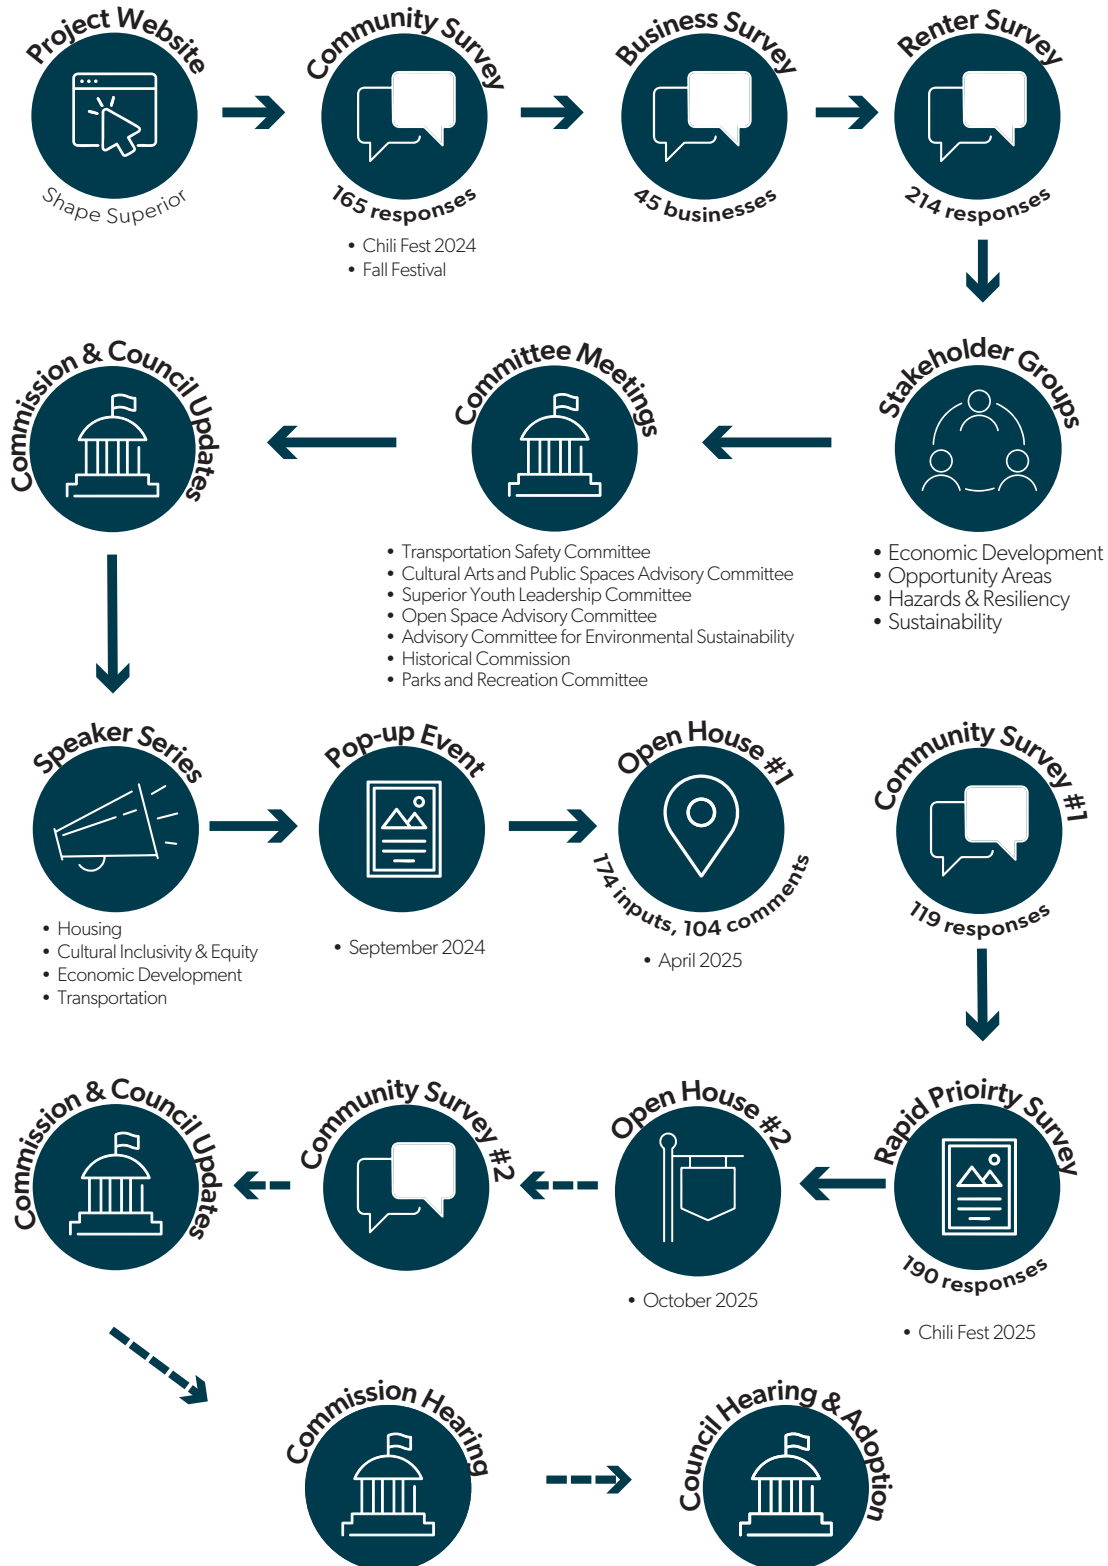 Project Website
Shape Superior
Community Survey
165 responses
• Chili Fest 2024
• Fall Festival
Business Survey
45 businesses
Renter Survey
214 responses
Stakeholder Groups
• Economic Development
• Opportunity Areas
• Hazards & Resiliency
• Sustainability
Committee Meetings
• Transportation Safety Committee
• Cultural Arts and Public Spaces Advisory Committee
• Superior Youth Leadership Committee
• Open Space Advisory Committee
• Advisory Committee for Environmental Sustainability
• Historical Commission
• Parks and Recreation Committee
Commission & Council Updates
Speaker Series
• Housing
• Cultural Inclusivity & Equity
• Economic Development
• Transportation
Pop-up Event
• September 2024
Open House #1
174 inputs, 104 comments
• April 2025
Community Survey #1
119 responses
Rapid Prioirty Survey
190 responses
• Chili Fest 2025
Open House #2
• October 2025
Community Survey #2
Commission & Council Updates
Commission Hearing
Council Hearing & Adoption